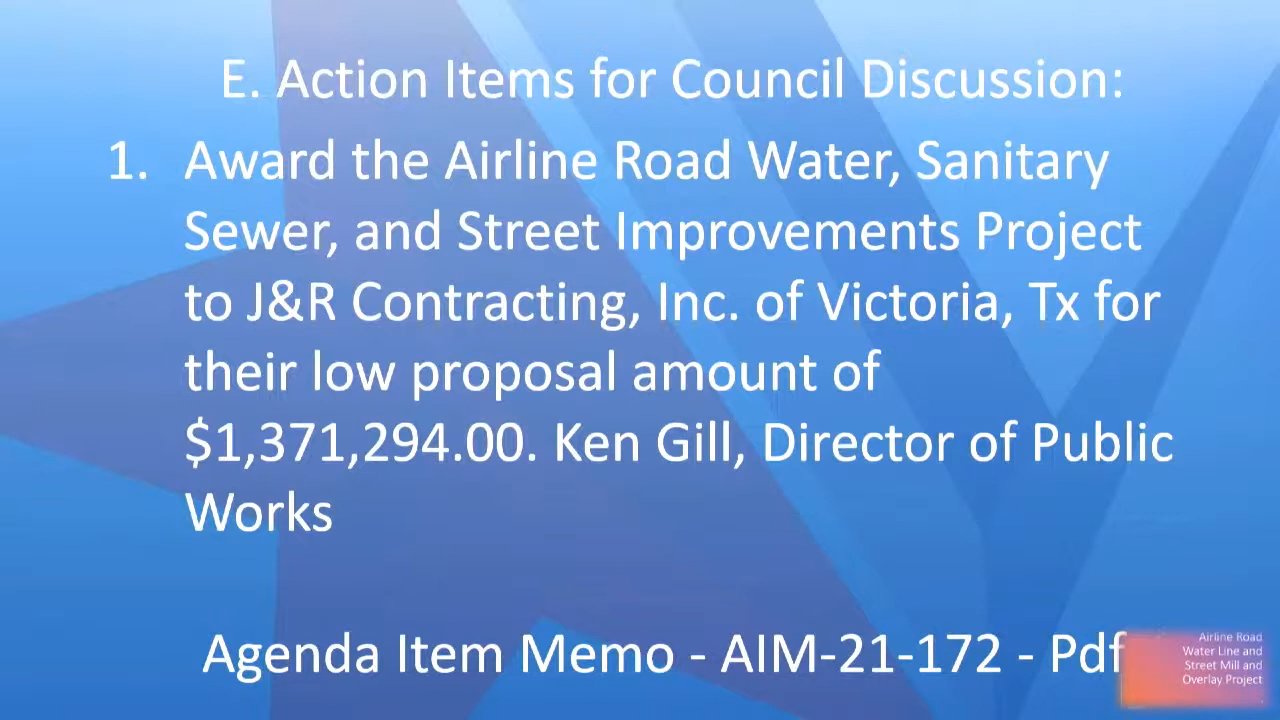 E. Action Items for Council Discussion:
1. Award the Airline Road Water, Sanitary
Sewer, and Street Improvements Project
to J&R Contracting, Inc. of Victoria, Tx for
their low proposal amount of
$1,371,294.00. Ken Gill, Director of Public
Works
Agenda Item Memo - AIM-21-172 - Pdf
Airline Road
Water Line and
Street Mill and
Overlay Project